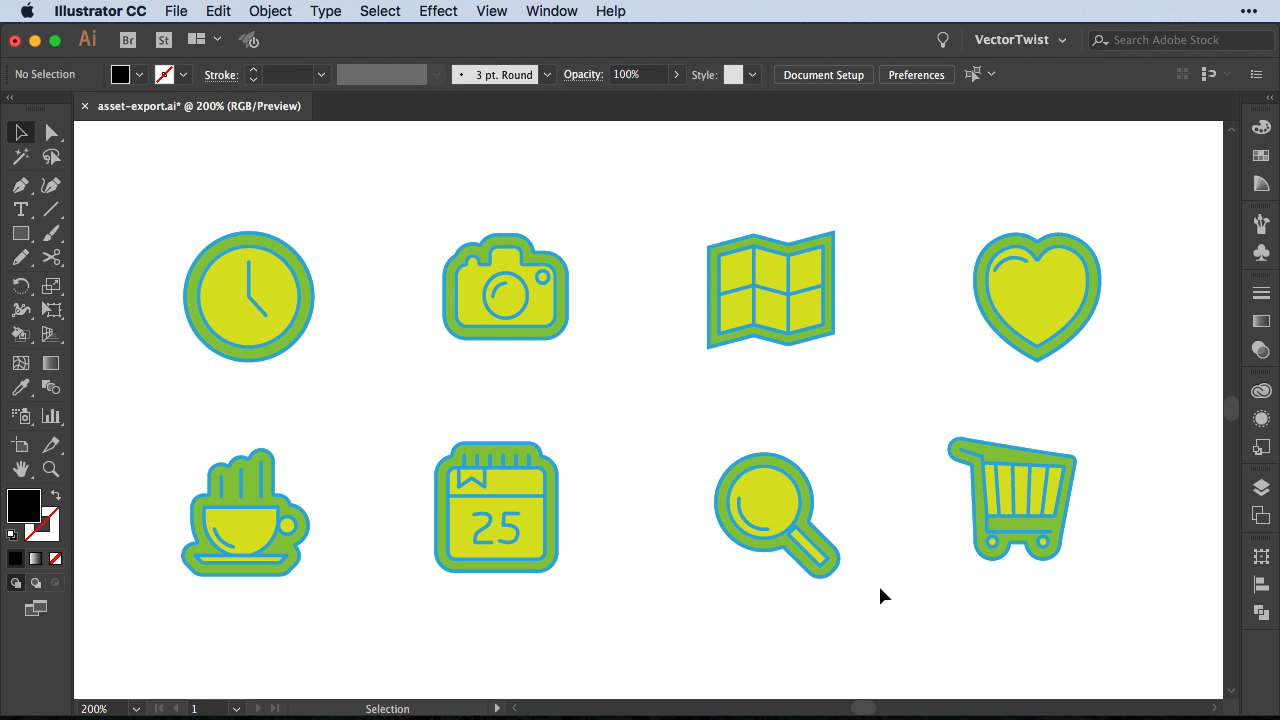 Illustrator CC File Edit Object Type Select Effect View Window Help
Ai Br St VectorTwist Search Adobe Stock
No Selection Stroke: 3 pt. Round Opacity: 100% Style: Document Setup Preferences
asset-export.ai* @ 200% (RGB/Preview)
25
200% 1 Selection